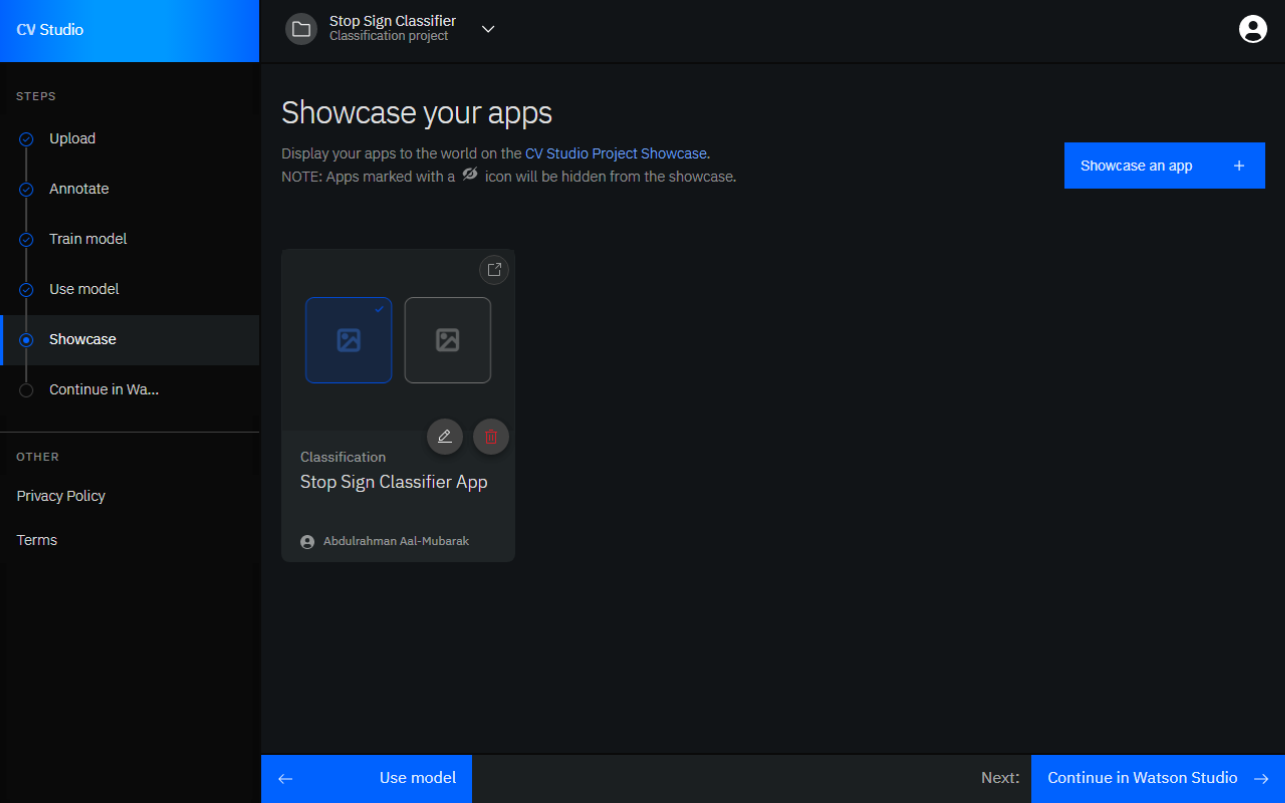 CV Studio
Stop Sign Classifier
Classification project
STEPS
Upload
Annotate
Train model
Use model
Showcase
Continue in Wa...
OTHER
Privacy Policy
Terms
Showcase your apps
Display your apps to the world on the CV Studio Project Showcase.
NOTE: Apps marked with a icon will be hidden from the showcase.
Showcase an app +
Classification
Stop Sign Classifier App
Abdulrahman Aal-Mubarak
← Use model
Next: Continue in Watson Studio →